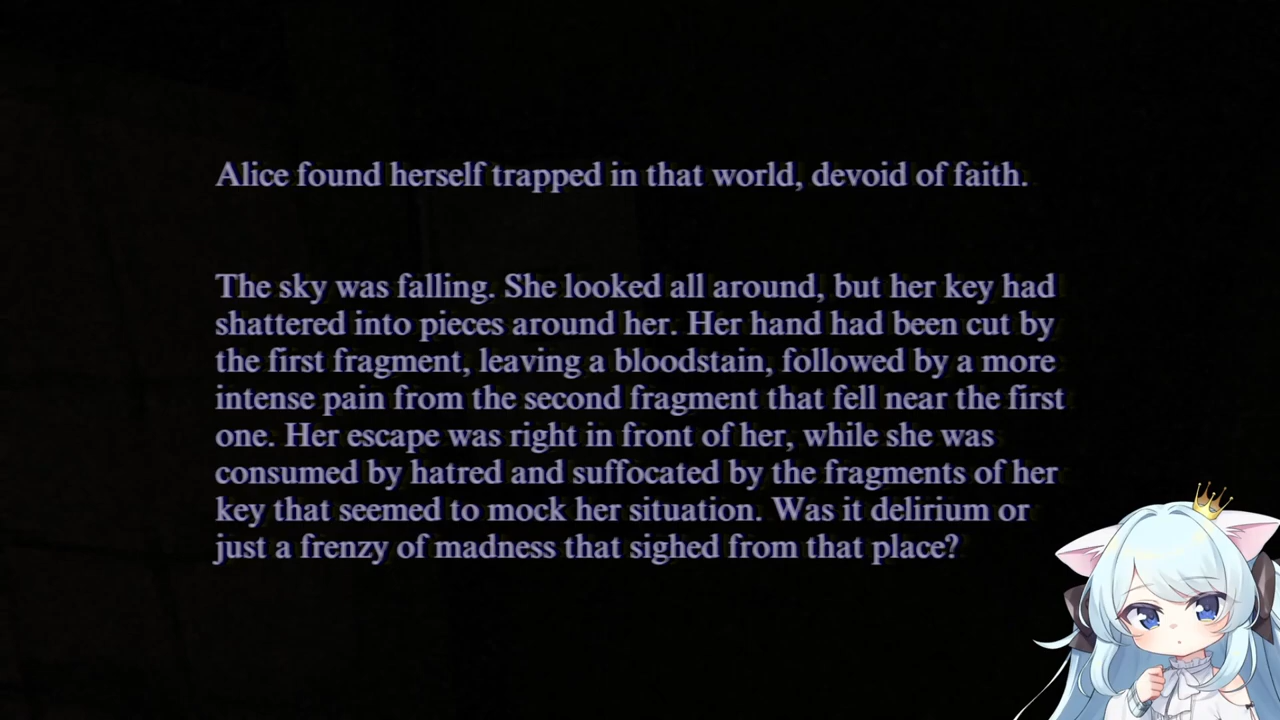 Alice found herself trapped in that world, devoid of faith.
The sky was falling. She looked all around, but her key had
shattered into pieces around her. Her hand had been cut by
the first fragment, leaving a bloodstain, followed by a more
intense pain from the second fragment that fell near the first
one. Her escape was right in front of her, while she was
consumed by hatred and suffocated by the fragments of her
key that seemed to mock her situation. Was it delirium or
just a frenzy of madness that sighed from that place?